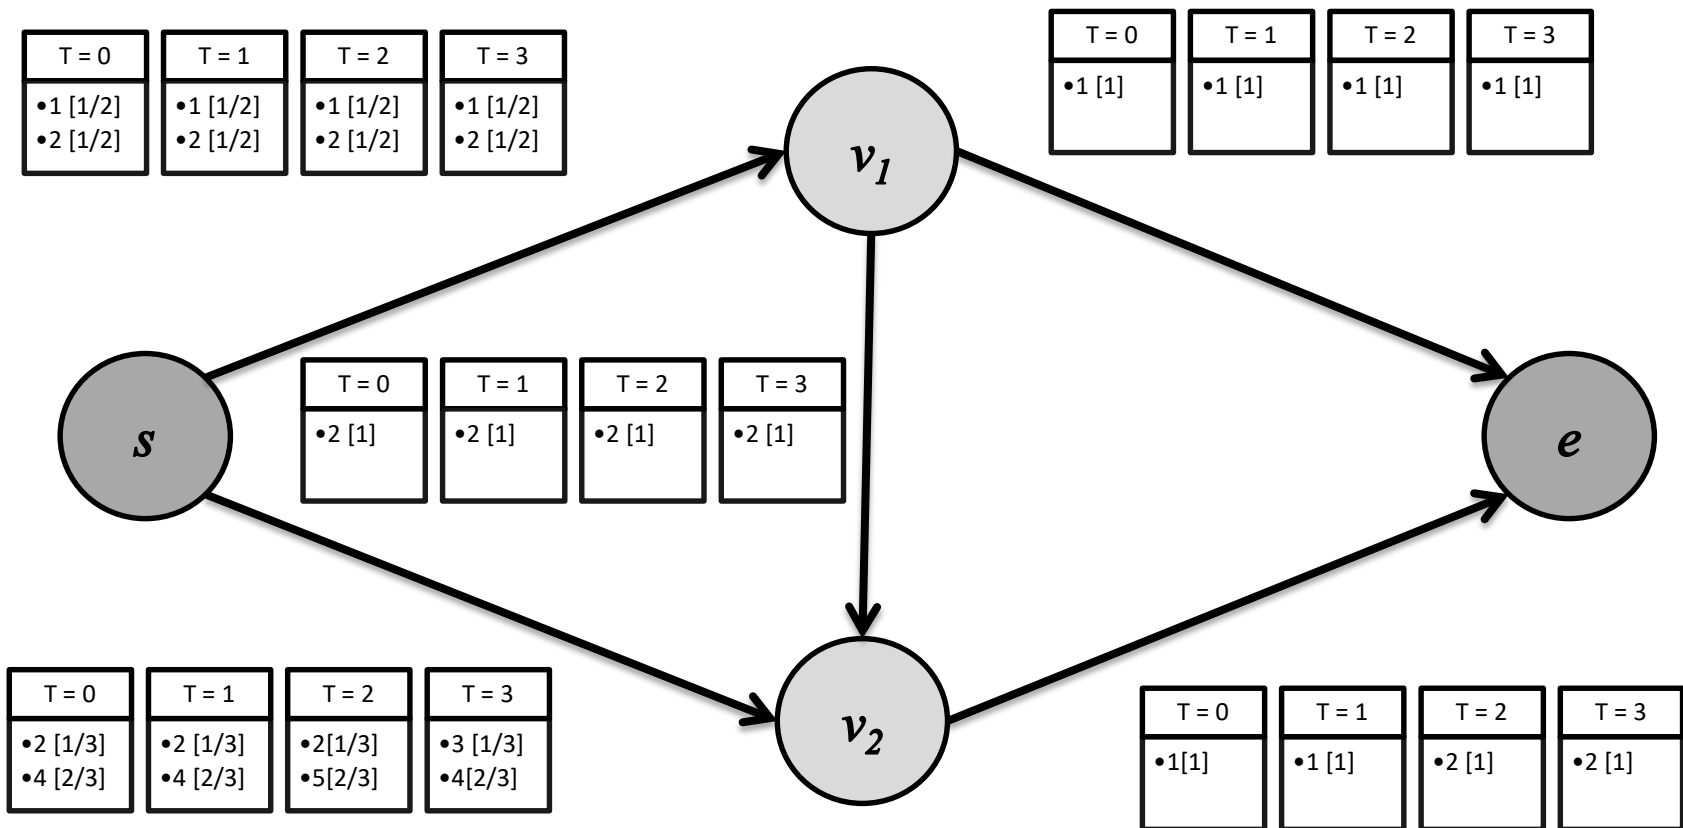 T = 0 T = 1 T = 2 T = 3
•1 [1/2] •1 [1/2] •1 [1/2] •1 [1/2]
•2 [1/2] •2 [1/2] •2 [1/2] •2 [1/2]
T = 0 T = 1 T = 2 T = 3
•1 [1] •1 [1] •1 [1] •1 [1]
v1
T = 0 T = 1 T = 2 T = 3
•2 [1] •2 [1] •2 [1] •2 [1]
s
e
T = 0 T = 1 T = 2 T = 3
•2 [1/3] •2 [1/3] •2[1/3] •3 [1/3]
•4 [2/3] •4 [2/3] •5[2/3] •4[2/3]
v2
T = 0 T = 1 T = 2 T = 3
•1[1] •1 [1] •2 [1] •2 [1]